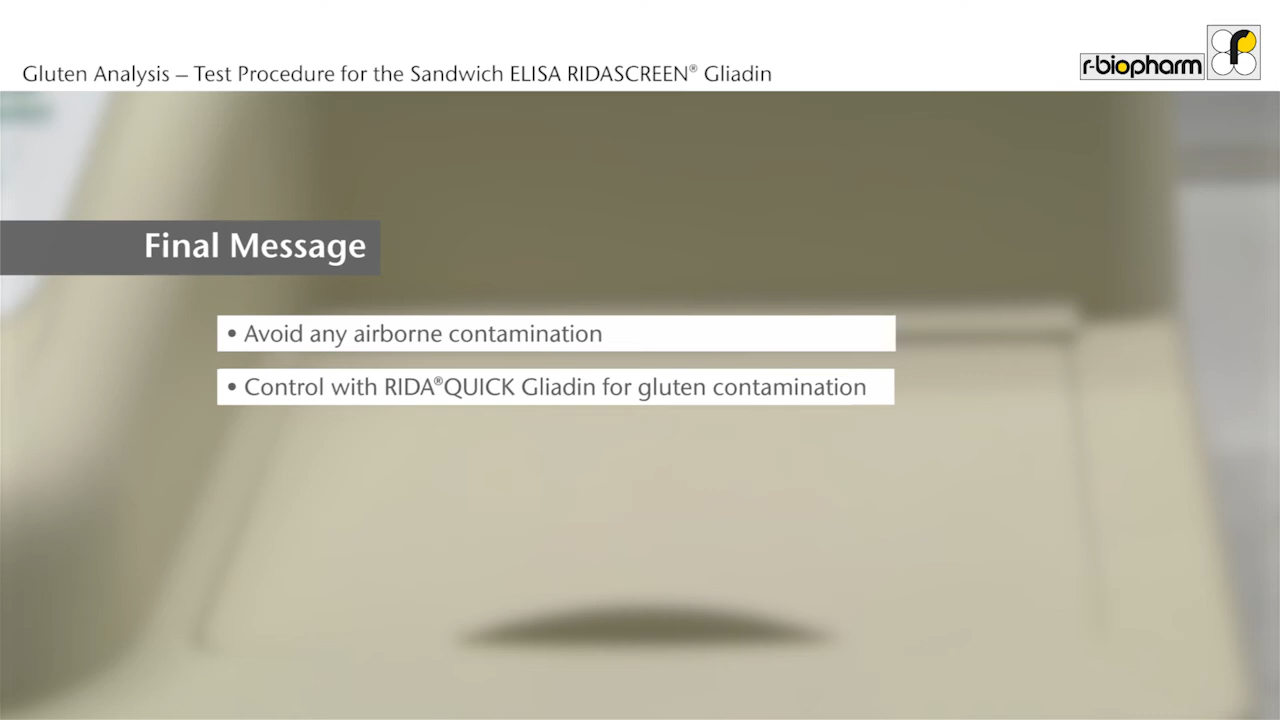 Gluten Analysis – Test Procedure for the Sandwich ELISA RIDASCREEN® Gliadin
r-biopharm
r
Final Message
• Avoid any airborne contamination
• Control with RIDA®QUICK Gliadin for gluten contamination